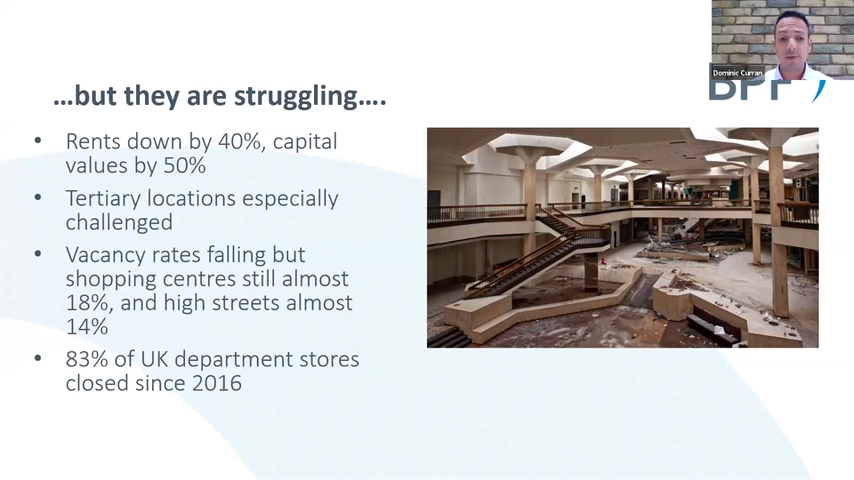 Dominic Curran
BPF
…but they are struggling….
• Rents down by 40%, capital
values by 50%
• Tertiary locations especially
challenged
• Vacancy rates falling but
shopping centres still almost
18%, and high streets almost
14%
• 83% of UK department stores
closed since 2016